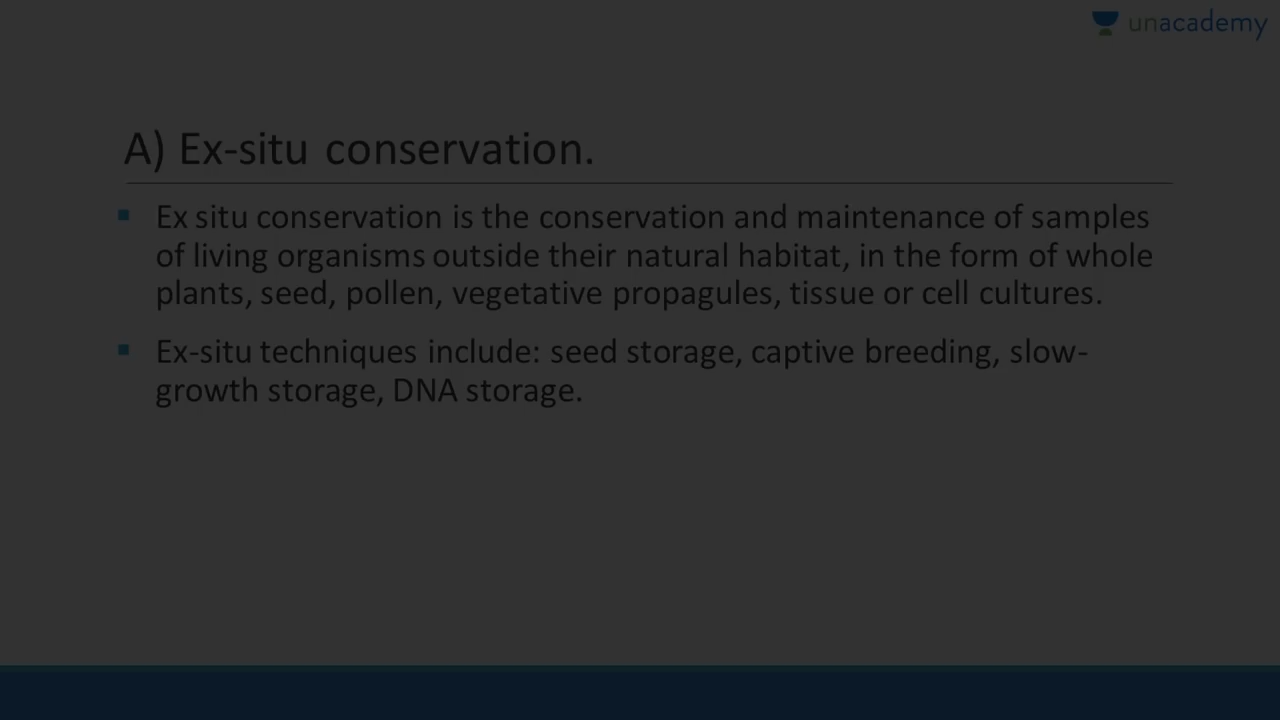 unacademy
A) Ex-situ conservation.
▪ Ex situ conservation is the conservation and maintenance of samples
of living organisms outside their natural habitat, in the form of whole
plants, seed, pollen, vegetative propagules, tissue or cell cultures.
▪ Ex-situ techniques include: seed storage, captive breeding, slow-
growth storage, DNA storage.